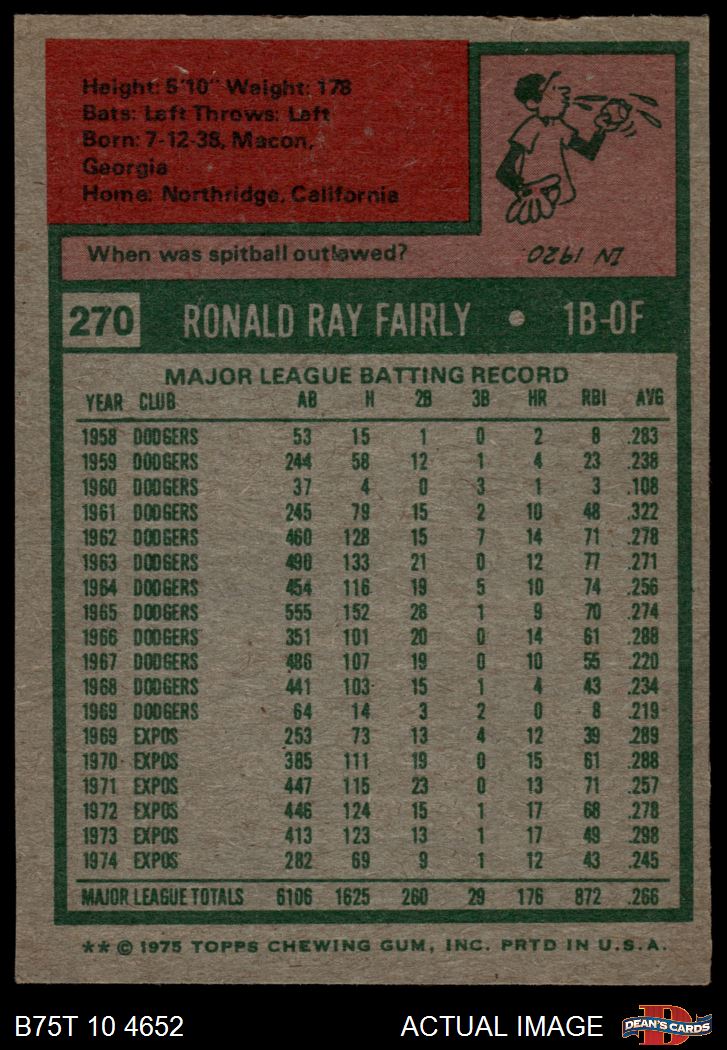 Height: 5'10" Weight: 178
Bats: Left Throws: Left
Born: 7-12-38, Macon,
Georgia
Home: Northridge, California
When was spitball outlawed?
IN 1920
270 RONALD RAY FAIRLY • 1B-OF
MAJOR LEAGUE BATTING RECORD
YEAR CLUB AB H 2B 3B HR RBI AVG
1958 DODGERS 53 15 1 0 2 8 .283
1959 DODGERS 244 58 12 1 4 23 .238
1960 DODGERS 37 4 0 3 1 3 .108
1961 DODGERS 245 79 15 2 10 48 .322
1962 DODGERS 460 128 15 7 14 71 .278
1963 DODGERS 490 133 21 0 12 77 .271
1964 DODGERS 454 116 19 5 10 74 .256
1965 DODGERS 555 152 28 1 9 70 .274
1966 DODGERS 351 101 20 0 14 61 .288
1967 DODGERS 486 107 19 0 10 55 .220
1968 DODGERS 441 103 15 1 4 43 .234
1969 DODGERS 64 14 3 2 0 8 .219
1969 EXPOS 253 73 13 4 12 39 .289
1970 EXPOS 385 111 19 0 15 61 .288
1971 EXPOS 447 115 23 0 13 71 .257
1972 EXPOS 446 124 15 1 17 68 .278
1973 EXPOS 413 123 13 1 17 49 .298
1974 EXPOS 282 69 9 1 12 43 .245
MAJOR LEAGUE TOTALS 6106 1625 260 29 176 872 .266
** © 1975 TOPPS CHEWING GUM, INC. PRTD IN U.S.A.
B75T 10 4652 ACTUAL IMAGE D DEAN'S CARDS